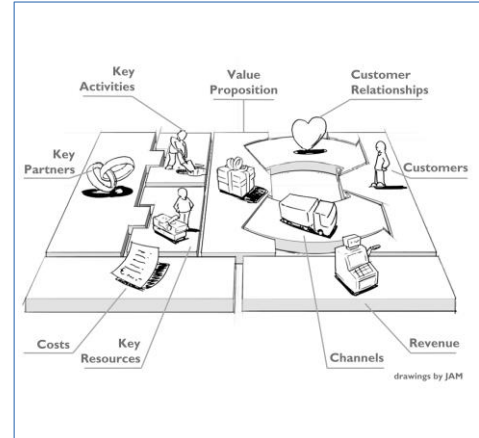 Key
Activities
Value
Proposition
Customer
Relationships
Key
Partners
Customers
Costs
Key
Resources
Channels
Revenue
drawings by JAM